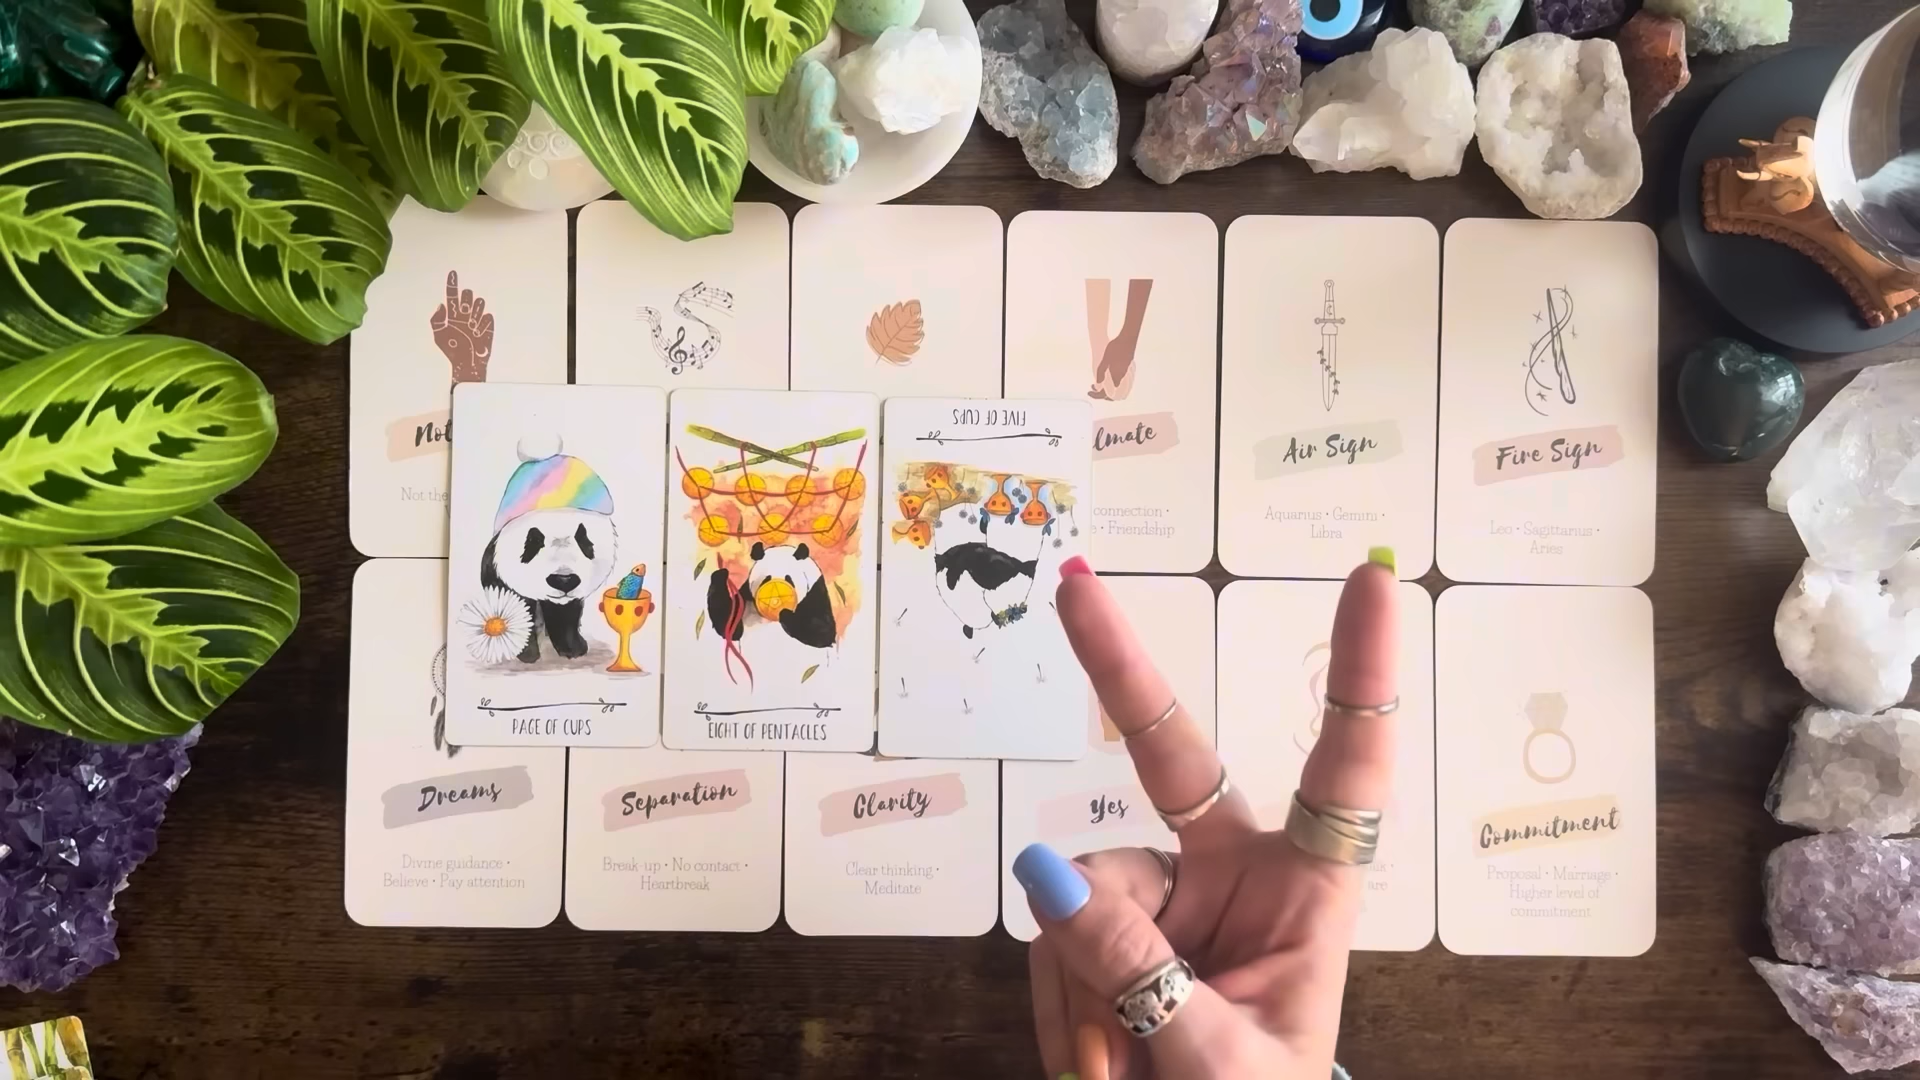 Not
Not the
lmate
connection •
• Friendship
Air Sign
Aquarius • Gemini •
Libra
Fire Sign
Leo • Sagittarius •
Aries
PAGE OF CUPS
EIGHT OF PENTACLES
FIVE OF CUPS
Dreams
Divine guidance •
Believe • Pay attention
Separation
Break-up • No contact •
Heartbreak
Clarity
Clear thinking •
Meditate
Yes
are
Commitment
Proposal • Marriage •
Higher level of
commitment